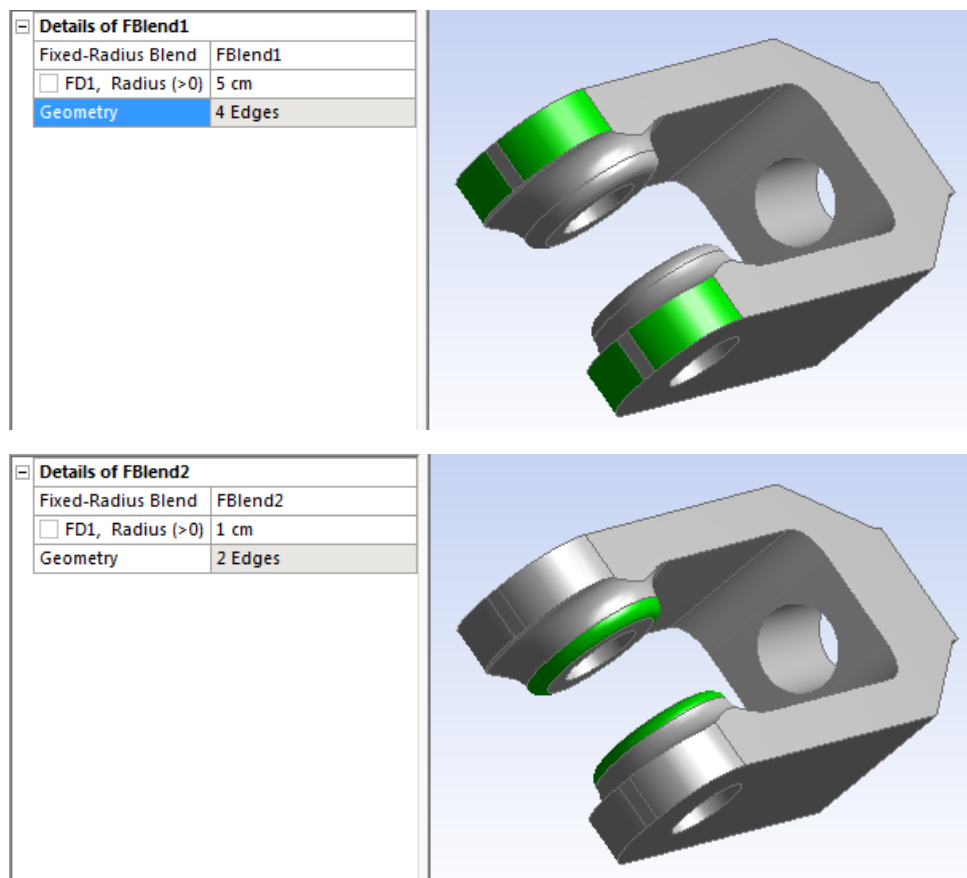 Details of FBlend1
Fixed-Radius Blend FBlend1
FD1, Radius (>0) 5 cm
Geometry 4 Edges
Details of FBlend2
Fixed-Radius Blend FBlend2
FD1, Radius (>0) 1 cm
Geometry 2 Edges